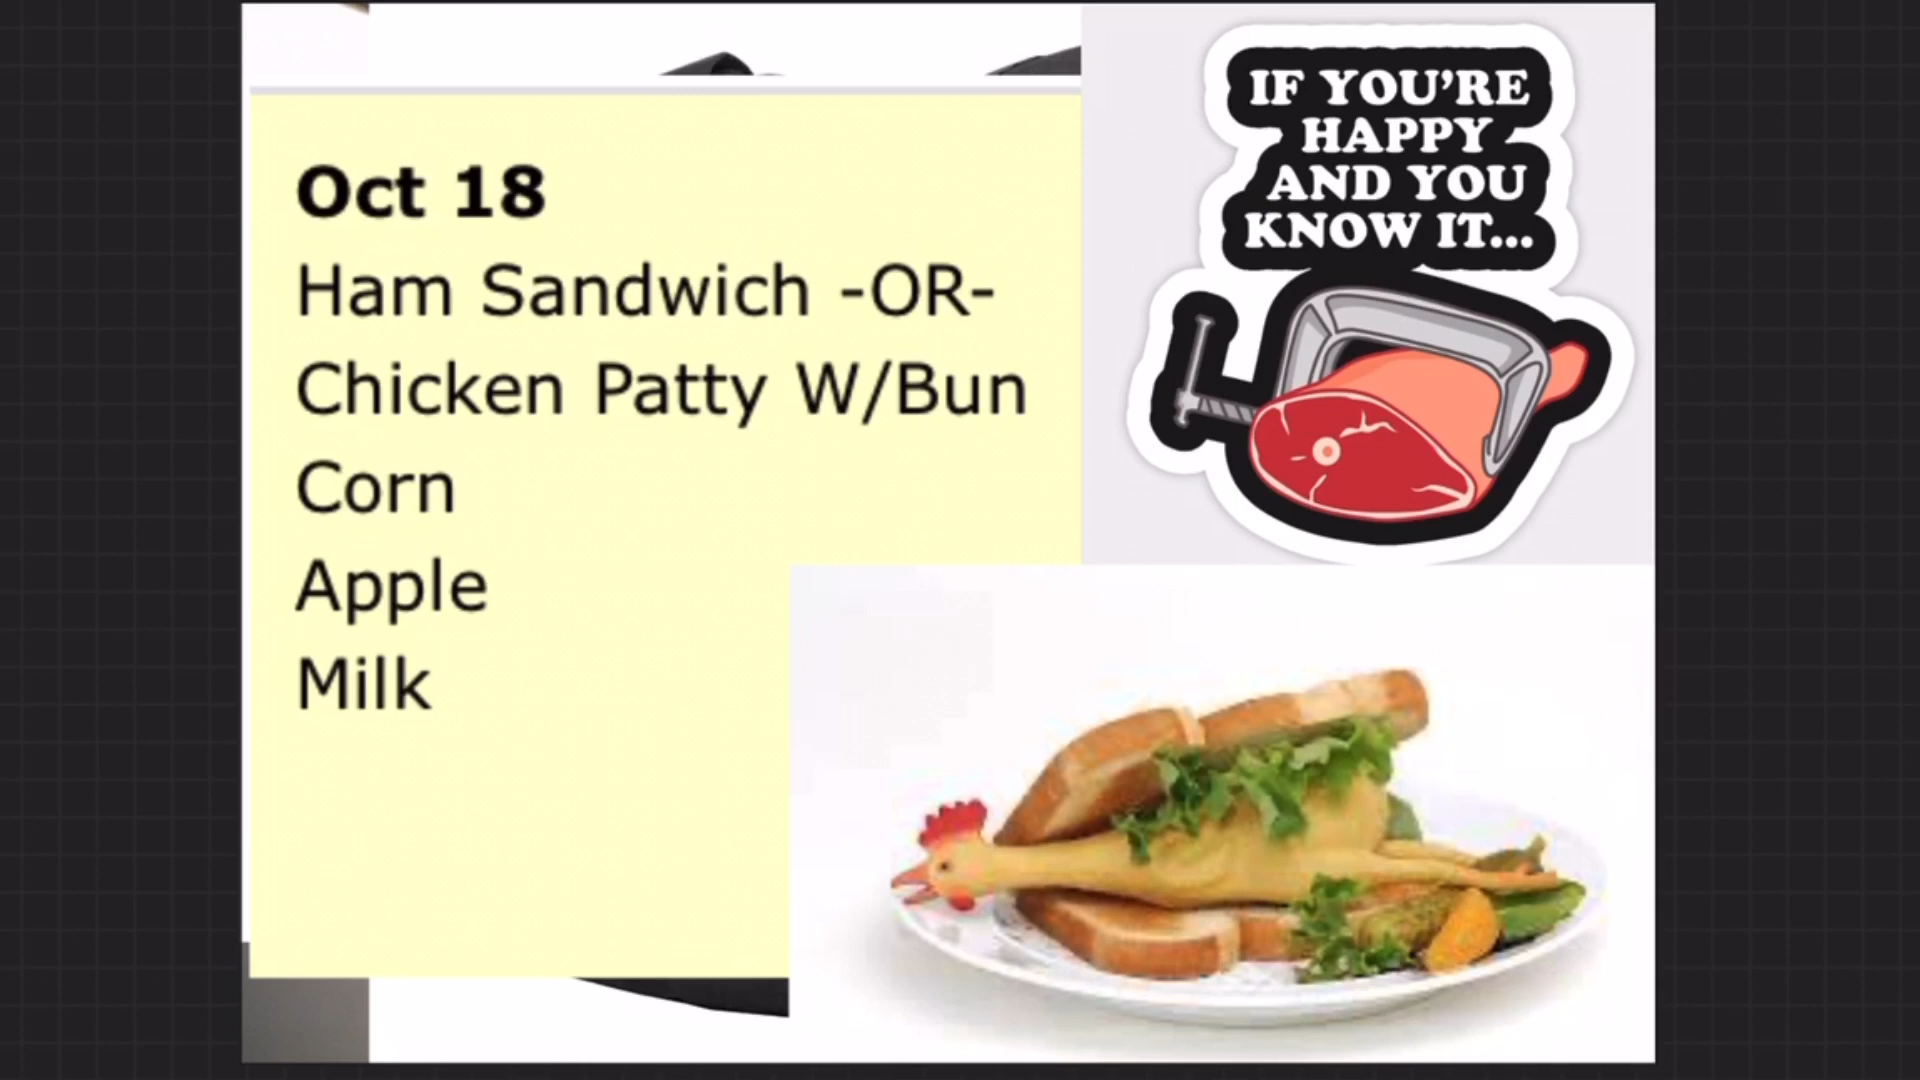 Oct 18
Ham Sandwich -OR-
Chicken Patty W/Bun
Corn
Apple
Milk
IF YOU'RE
HAPPY
AND YOU
KNOW IT...